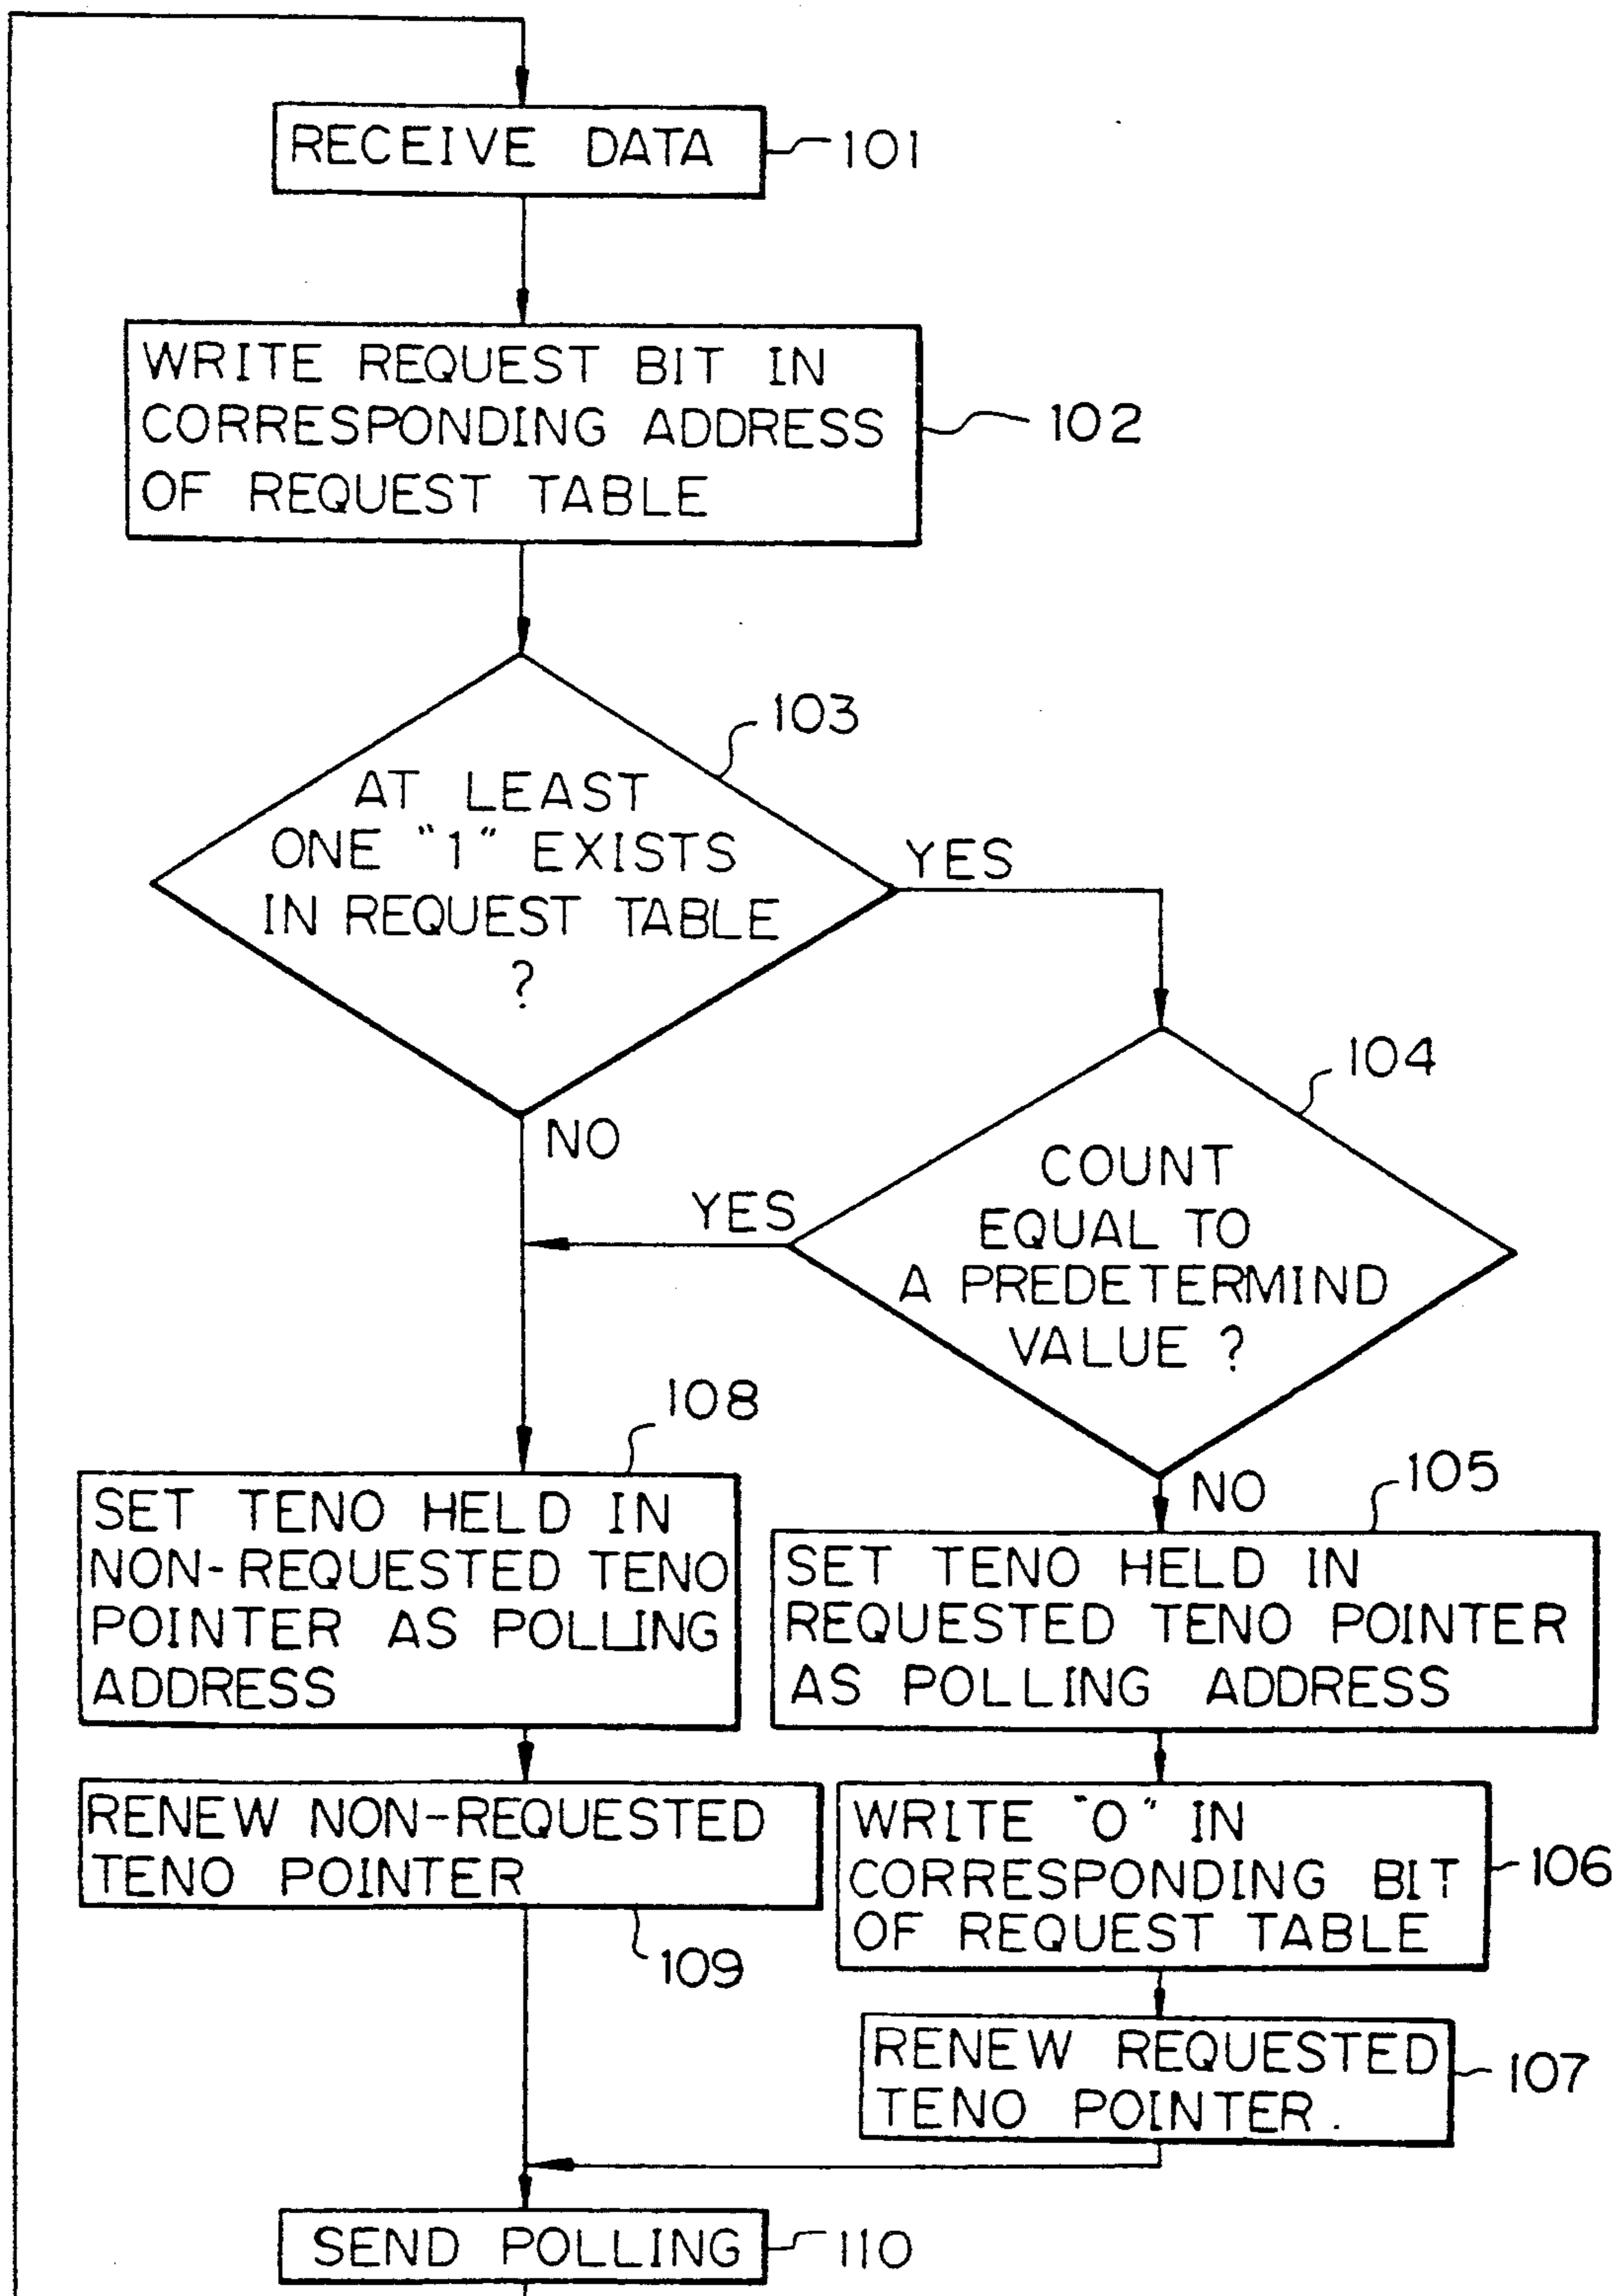 RECEIVE DATA
101
WRITE REQUEST BIT IN
CORRESPONDING ADDRESS
OF REQUEST TABLE
102
103
AT LEAST
ONE "1" EXISTS
IN REQUEST TABLE
?
YES
NO
104
COUNT
EQUAL TO
A PREDETERMIND
VALUE ?
YES
NO
108
SET TENO HELD IN
NON-REQUESTED TENO
POINTER AS POLLING
ADDRESS
105
SET TENO HELD IN
REQUESTED TENO POINTER
AS POLLING ADDRESS
RENEW NON-REQUESTED
TENO POINTER
109
WRITE "0" IN
CORRESPONDING BIT
OF REQUEST TABLE
106
RENEW REQUESTED
TENO POINTER.
107
SEND POLLING
110